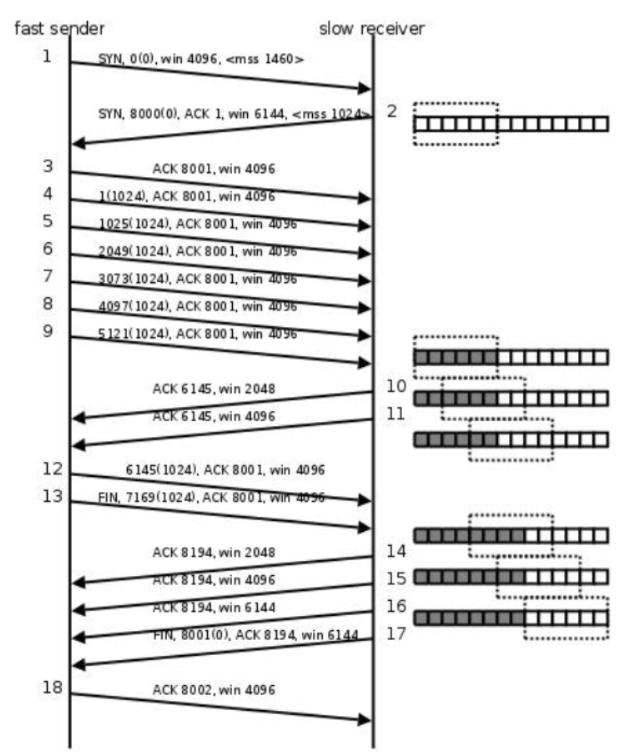 fast sender slow receiver
1 SYN, 0(0), win 4096, <mss 1460>
SYN, 8000(0), ACK 1, win 6144, <mss 1024> 2
3 ACK 8001, win 4096
4 1(1024), ACK 8001, win 4096
5 1025(1024), ACK 8001, win 4096
6 2049(1024), ACK 8001, win 4096
7 3073(1024), ACK 8001, win 4096
8 4097(1024), ACK 8001, win 4096
9 5121(1024), ACK 8001, win 4096
ACK 6145, win 2048 10
ACK 6145, win 4096 11
12 6145(1024), ACK 8001, win 4096
13 FIN, 7169(1024), ACK 8001, win 4096
ACK 8194, win 2048 14
ACK 8194, win 4096 15
ACK 8194, win 6144 16
FIN, 8001(0), ACK 8194, win 6144 17
18 ACK 8002, win 4096